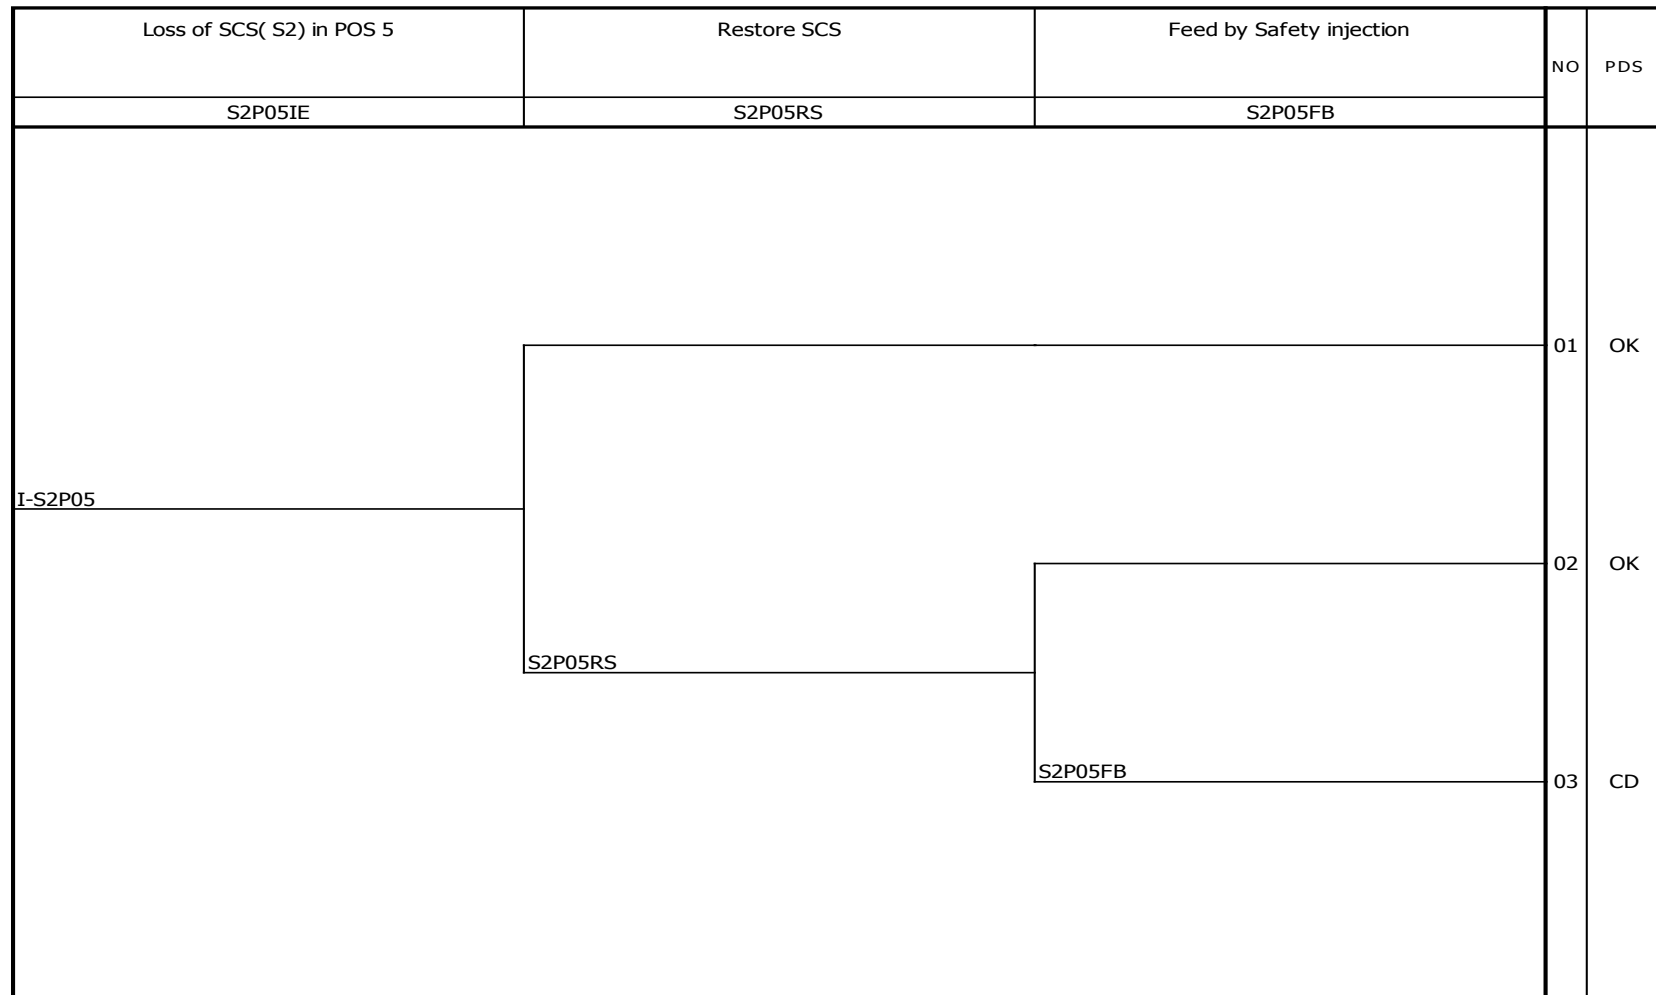 Loss of SCS( S2) in POS 5
Restore SCS
Feed by Safety injection
NO
PDS
S2P05IE
S2P05RS
S2P05FB
01
OK
I-S2P05
02
OK
S2P05RS
S2P05FB
03
CD